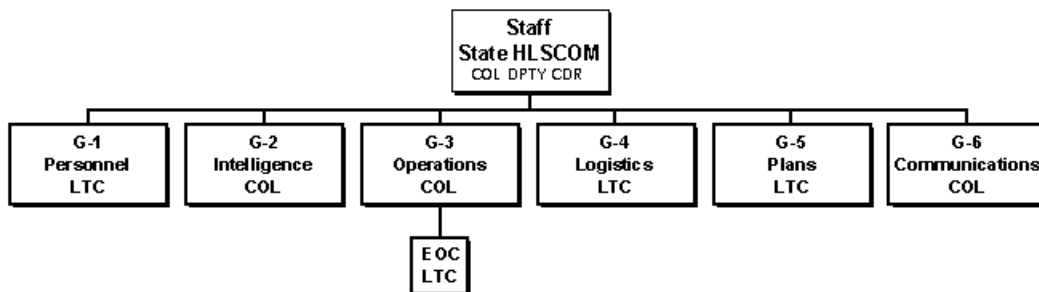 Staff
State HLSCOM
COL DPTY CDR
G-1
Personnel
LTC
G-2
Intelligence
COL
G-3
Operations
COL
G-4
Logistics
LTC
G-5
Plans
LTC
G-6
Communications
COL
EOC
LTC